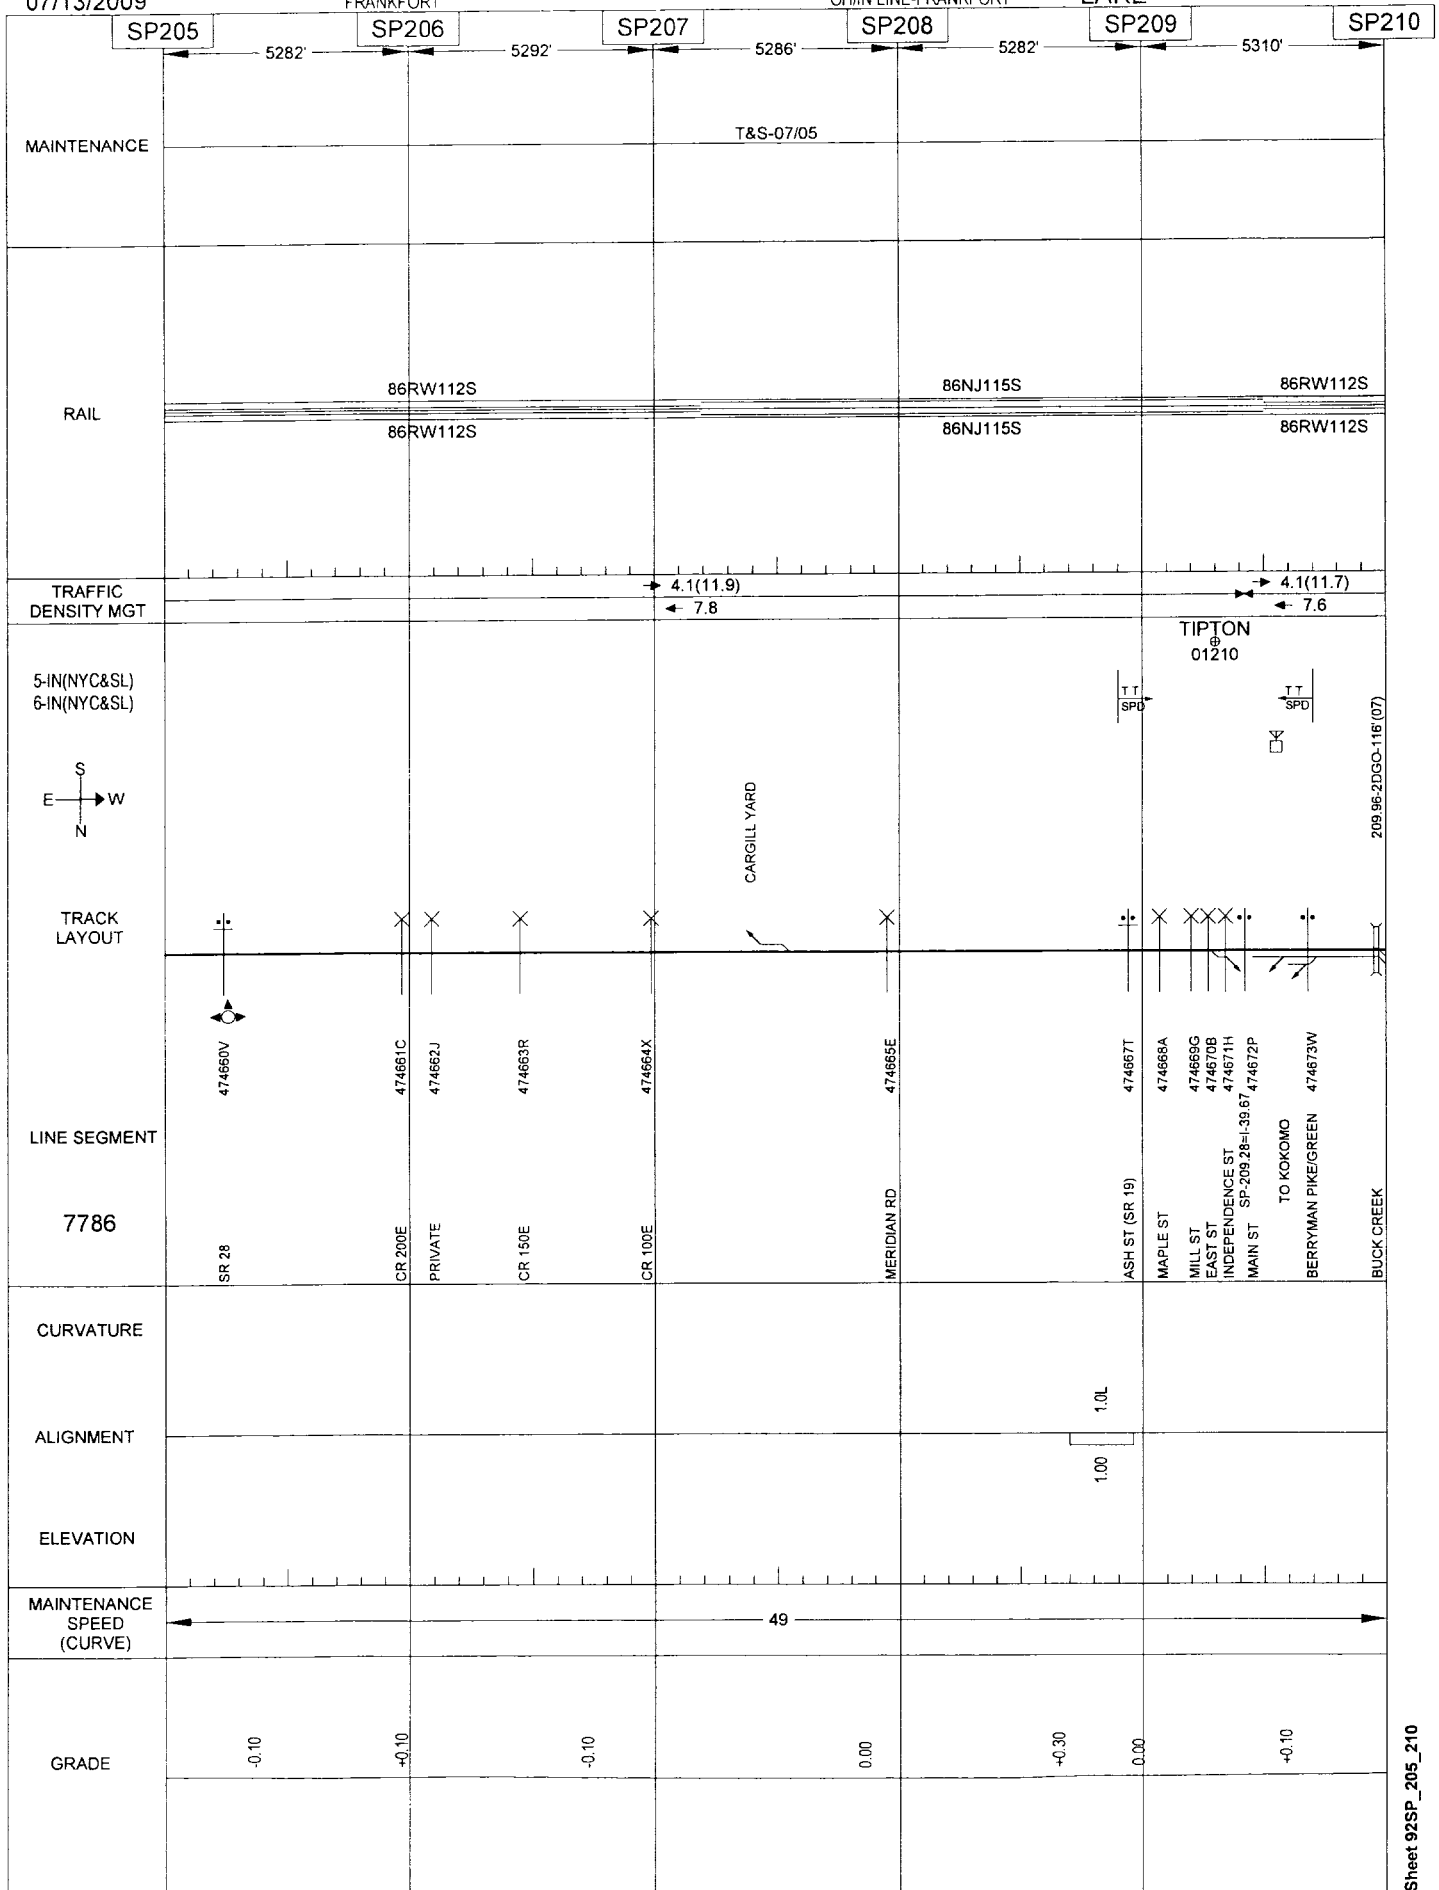 07/13/2009
FRANKFORT
OH/IN LINE-FRANKFORT
LAKE
SP205
SP206
SP207
SP208
SP209
SP210
5282'
5292'
5286'
5282'
5310'
MAINTENANCE
T&S-07/05
RAIL
86RW112S
86NJ115S
86RW112S
86RW112S
86NJ115S
86RW112S
TRAFFIC
DENSITY MGT
4.1(11.9)
7.8
4.1(11.7)
7.6
TIPTON
01210
5-IN(NYC&SL)
6-IN(NYC&SL)
TT
SPD
TT
SPD
S
E W
N
CARGILL YARD
209.96-2DGO-116'(07)
TRACK
LAYOUT
474660V
474661C
474662J
474663R
474664X
474665E
474667T
474668A
474669G
474670B
474671H
474672P
474673W
LINE SEGMENT
7786
SR 28
CR 200E
PRIVATE
CR 150E
CR 100E
MERIDIAN RD
ASH ST (SR 19)
MAPLE ST
MILL ST
EAST ST
INDEPENDENCE ST
SP-209.28=I-39.67
MAIN ST
TO KOKOMO
BERRYMAN PIKE/GREEN
BUCK CREEK
CURVATURE
1.0L
ALIGNMENT
1.00
ELEVATION
MAINTENANCE
SPEED
(CURVE)
49
GRADE
-0.10
+0.10
-0.10
0.00
+0.30
0.00
+0.10
Sheet 92SP_205_210